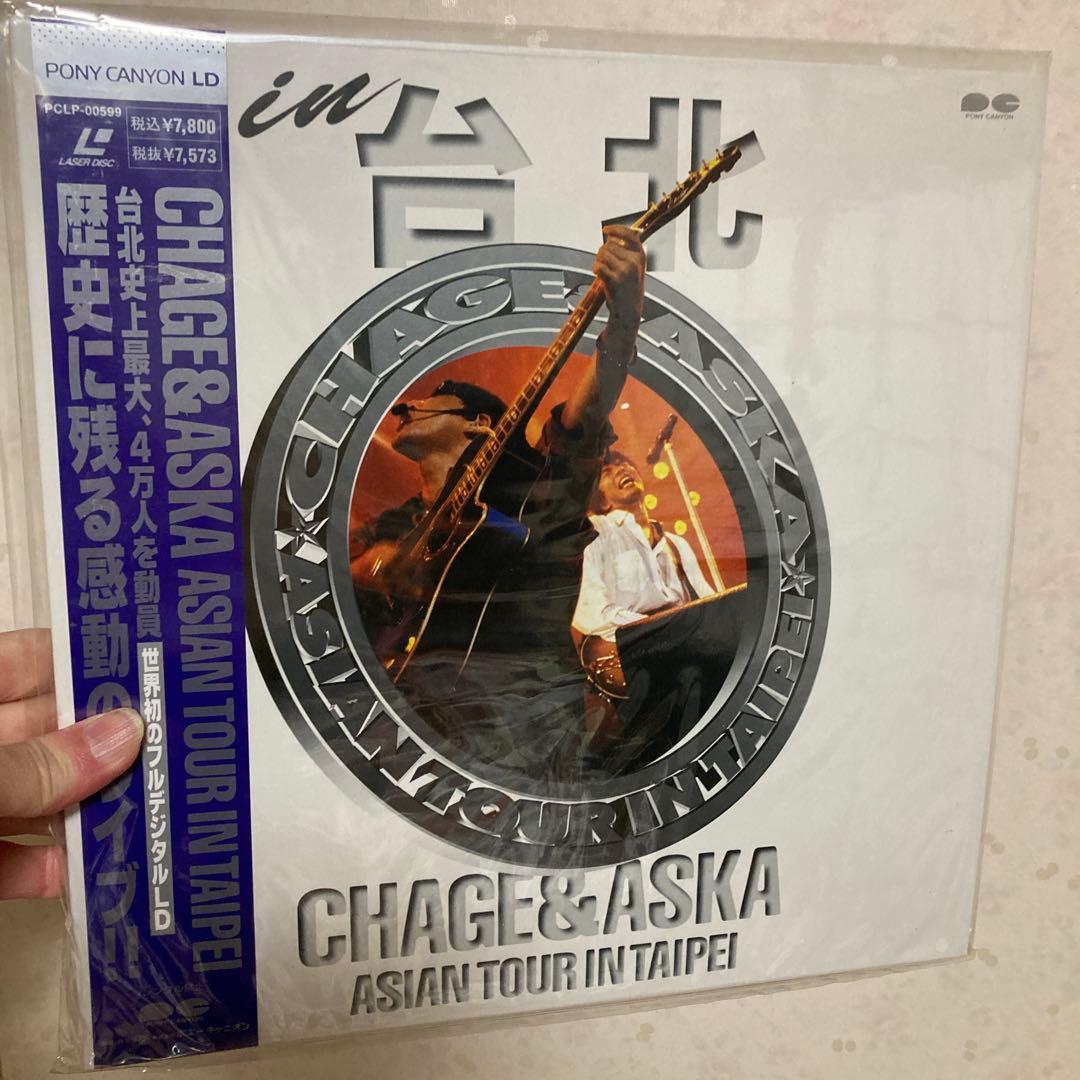 PONY CANYON LD
PCLP-00599
LASER DISC
税込¥7,800
税抜¥7,573
CHAGE&ASKA ASIAN TOUR IN TAIPEI
台北史上最大、4万人を動員
世界初のフルデジタルLD
歴史に残る感動の
イブ!!
in 台北
PONY CANYON
CHAGE&ASKA
ASIAN TOUR IN TAIPEI
CHAGE&ASKA
ASIAN TOUR IN TAIPEI